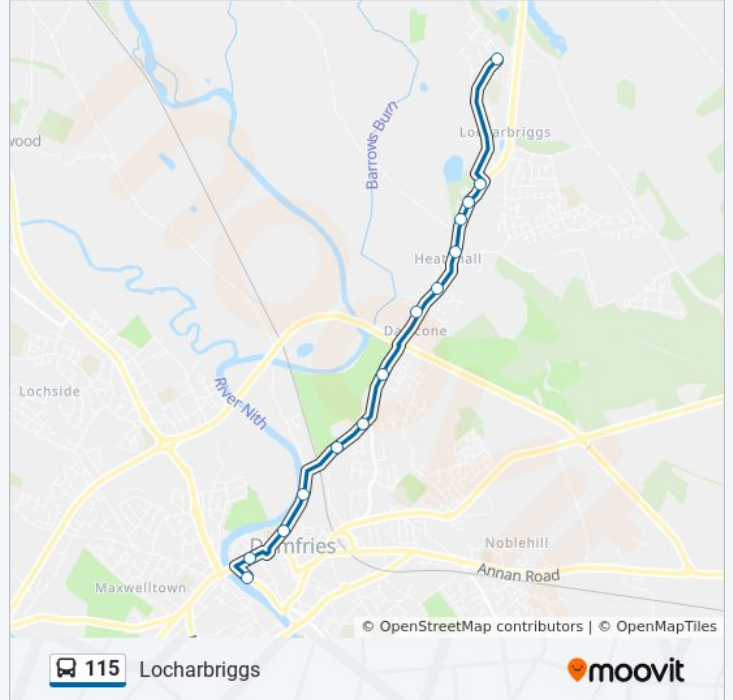 Locharbriggs
Barrows Burn
wood
Heathhall
Dalscone
Lochside
River Nith
Dumfries
Noblehill
Annan Road
Maxwelltown
© OpenStreetMap contributors | © OpenMapTiles
115 Locharbriggs
moovit